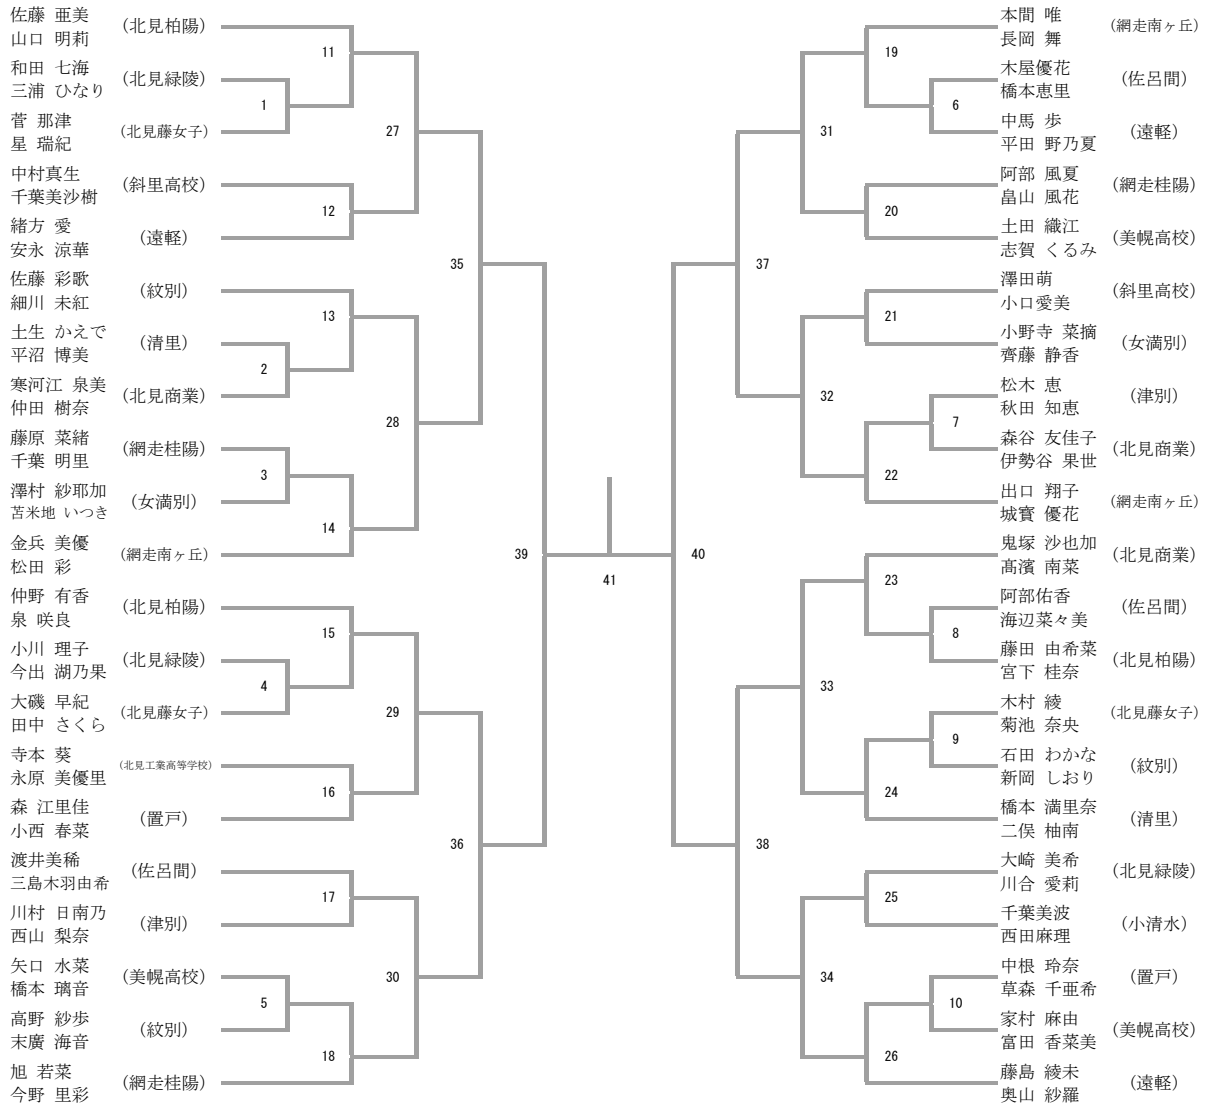 佐藤 亜美
山口 明莉
(北見柏陽)
和田 七海
三浦 ひなり
(北見緑陵)
菅 那津
星 瑞紀
(北見藤女子)
中村真生
千葉美沙樹
(斜里高校)
緒方 愛
安永 涼華
(遠軽)
佐藤 彩歌
細川 未紅
(紋別)
土生 かえで
平沼 博美
(清里)
寒河江 泉美
仲田 樹奈
(北見商業)
藤原 菜緒
千葉 明里
(網走桂陽)
澤村 紗耶加
苫米地 いつき
(女満別)
金兵 美優
松田 彩
(網走南ヶ丘)
仲野 有香
泉 咲良
(北見柏陽)
小川 理子
今出 湖乃果
(北見緑陵)
大磯 早紀
田中 さくら
(北見藤女子)
寺本 葵
永原 美優里
(北見工業高等学校)
森 江里佳
小西 春菜
(置戸)
渡井美稀
三島木羽由希
(佐呂間)
川村 日南乃
西山 梨奈
(津別)
矢口 水菜
橋本 璃音
(美幌高校)
高野 紗歩
末廣 海音
(紋別)
旭 若菜
今野 里彩
(網走桂陽)
1
2
3
4
5
11
12
13
14
15
16
17
18
27
28
29
30
35
36
39
41
40
37
38
31
32
33
34
19
20
21
22
23
24
25
26
6
7
8
9
10
本間 唯
長岡 舞
(網走南ヶ丘)
木屋優花
橋本恵里
(佐呂間)
中馬 歩
平田 野乃夏
(遠軽)
阿部 風夏
畠山 風花
(網走桂陽)
土田 織江
志賀 くるみ
(美幌高校)
澤田萌
小口愛美
(斜里高校)
小野寺 菜摘
齊藤 静香
(女満別)
松木 恵
秋田 知恵
(津別)
森谷 友佳子
伊勢谷 果世
(北見商業)
出口 翔子
城寳 優花
(網走南ヶ丘)
鬼塚 沙也加
髙濱 南菜
(北見商業)
阿部佑香
海辺菜々美
(佐呂間)
藤田 由希菜
宮下 桂奈
(北見柏陽)
木村 綾
菊池 奈央
(北見藤女子)
石田 わかな
新岡 しおり
(紋別)
橋本 満里奈
二俣 柚南
(清里)
大崎 美希
川合 愛莉
(北見緑陵)
千葉美波
西田麻理
(小清水)
中根 玲奈
草森 千亜希
(置戸)
家村 麻由
富田 香菜美
(美幌高校)
藤島 綾未
奥山 紗羅
(遠軽)